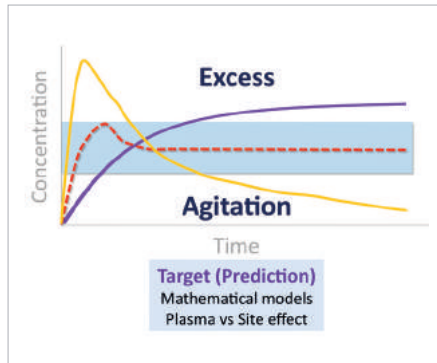 Excess
Concentration
Agitation
Time
Target (Prediction)
Mathematical models
Plasma vs Site effect